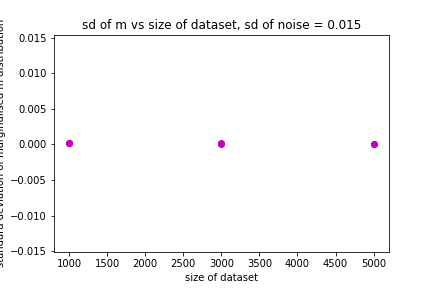 sd of m vs size of dataset, sd of noise = 0.015
standard deviation of marginalised m distribution
0.015
0.010
0.005
0.000
−0.005
−0.010
−0.015
1000 1500 2000 2500 3000 3500 4000 4500 5000
size of dataset